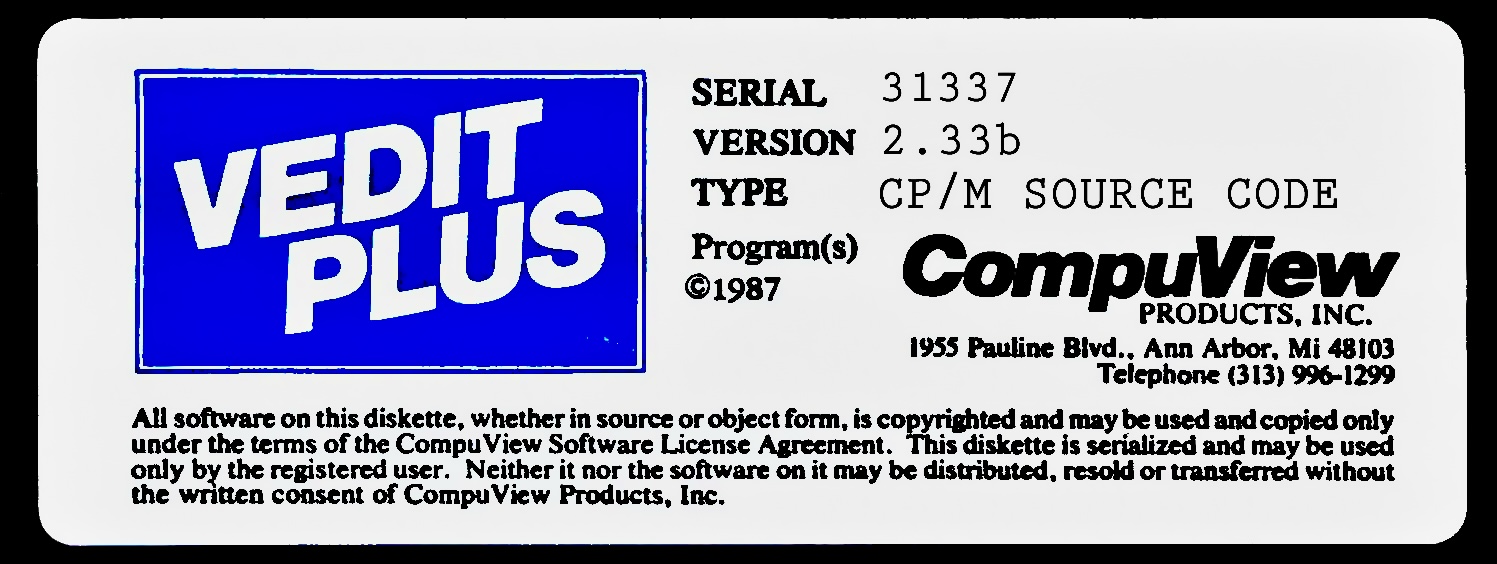 VEDIT
PLUS
SERIAL 31337
VERSION 2.33b
TYPE CP/M SOURCE CODE
Program(s)
©1987
CompuView
PRODUCTS, INC.
1955 Pauline Blvd., Ann Arbor, Mi 48103
Telephone (313) 996-1299
All software on this diskette, whether in source or object form, is copyrighted and may be used and copied only
under the terms of the CompuView Software License Agreement. This diskette is serialized and may be used
only by the registered user. Neither it nor the software on it may be distributed, resold or transferred without
the written consent of CompuView Products, Inc.